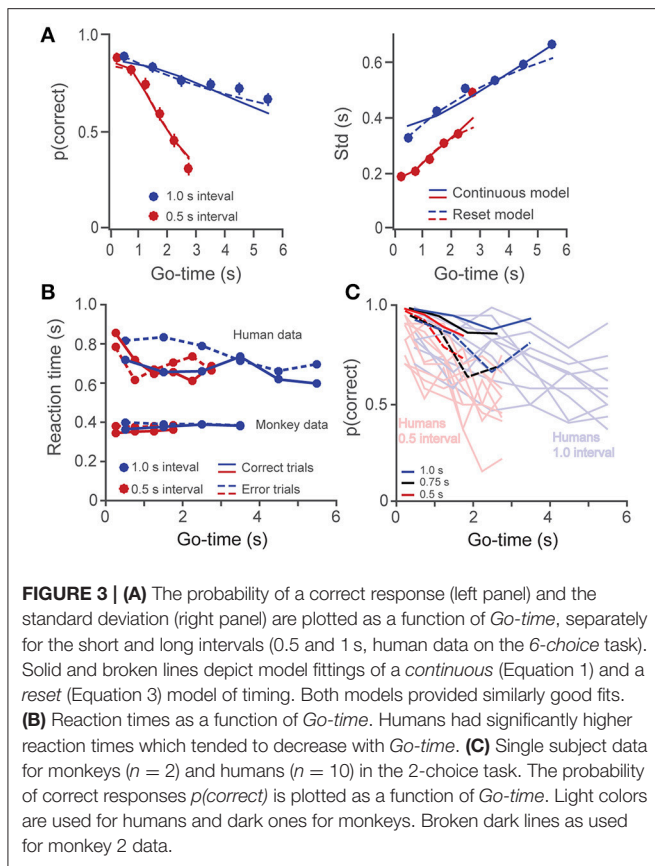 A
1
0.5
0
p(correct)
0 1 2 3 4 5 6
Go-time (s)
1.0 s inteval
0.5 s interval
0.6
0.4
0.2
0
Std (s)
0 1 2 3 4 5 6
Go-time (s)
Continuous model
Reset model
B
1.0
0.8
0.6
0.4
0.2
0
Reaction time (s)
Human data
Monkey data
1.0 s inteval
0.5 s interval
Correct trials
Error trials
0 2 4 6
Go-time (s)
C
1.0
0.5
0
p(correct)
Humans
0.5 interval
Humans
1.0 interval
1.0 s
0.75 s
0.5 s
0 2 4 6
Go-time (s)
FIGURE 3 | (A) The probability of a correct response (left panel) and the
standard deviation (right panel) are plotted as a function of Go-time, separately
for the short and long intervals (0.5 and 1 s, human data on the 6-choice task).
Solid and broken lines depict model fittings of a continuous (Equation 1) and a
reset (Equation 3) model of timing. Both models provided similarly good fits.
(B) Reaction times as a function of Go-time. Humans had significantly higher
reaction times which tended to decrease with Go-time. (C) Single subject data
for monkeys (n = 2) and humans (n = 10) in the 2-choice task. The probability
of correct responses p(correct) is plotted as a function of Go-time. Light colors
are used for humans and dark ones for monkeys. Broken dark lines as used
for monkey 2 data.